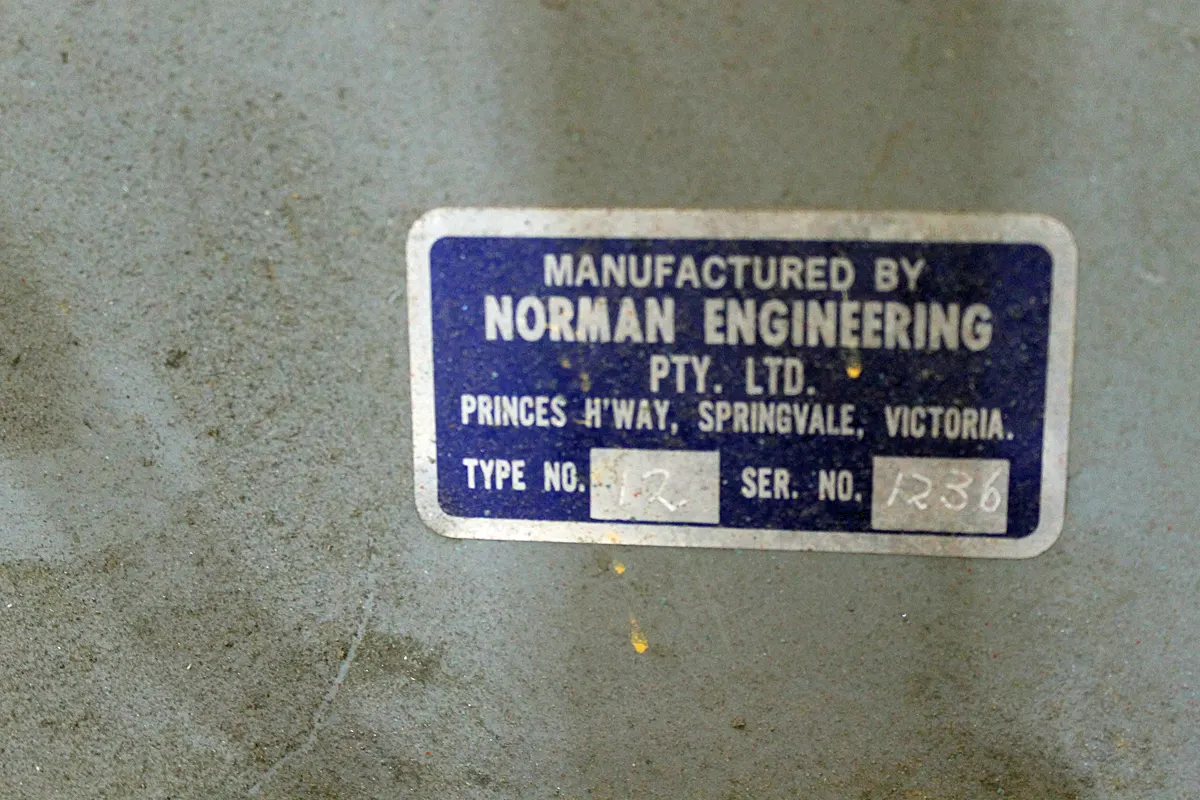 MANUFACTURED BY
NORMAN ENGINEERING
PTY. LTD.
PRINCES H'WAY, SPRINGVALE, VICTORIA.
TYPE NO. 12 SER. NO. 1236